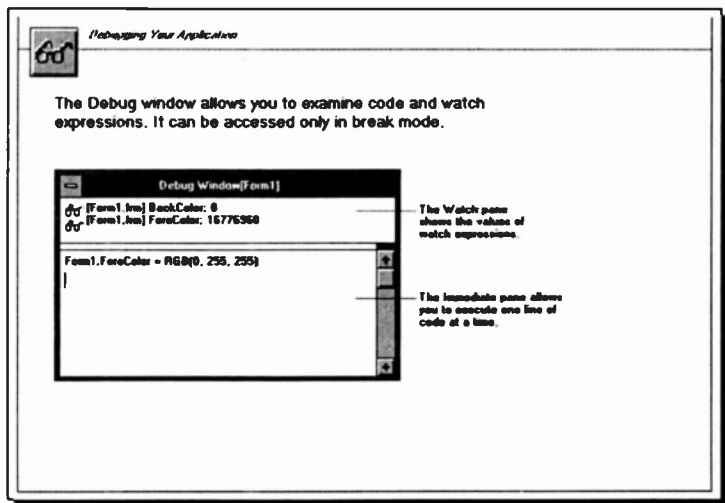 Debugging Your Application
The Debug window allows you to examine code and watch
expressions. It can be accessed only in break mode.
Debug Window[Form1]
[Form1.frm] BackColor: 0
[Form1.frm] ForeColor: 16776960
The Watch pane
shows the values of
watch expressions.
Form1.ForeColor = RGB(0, 255, 255)
The Immediate pane allows
you to execute one line of
code at a time.